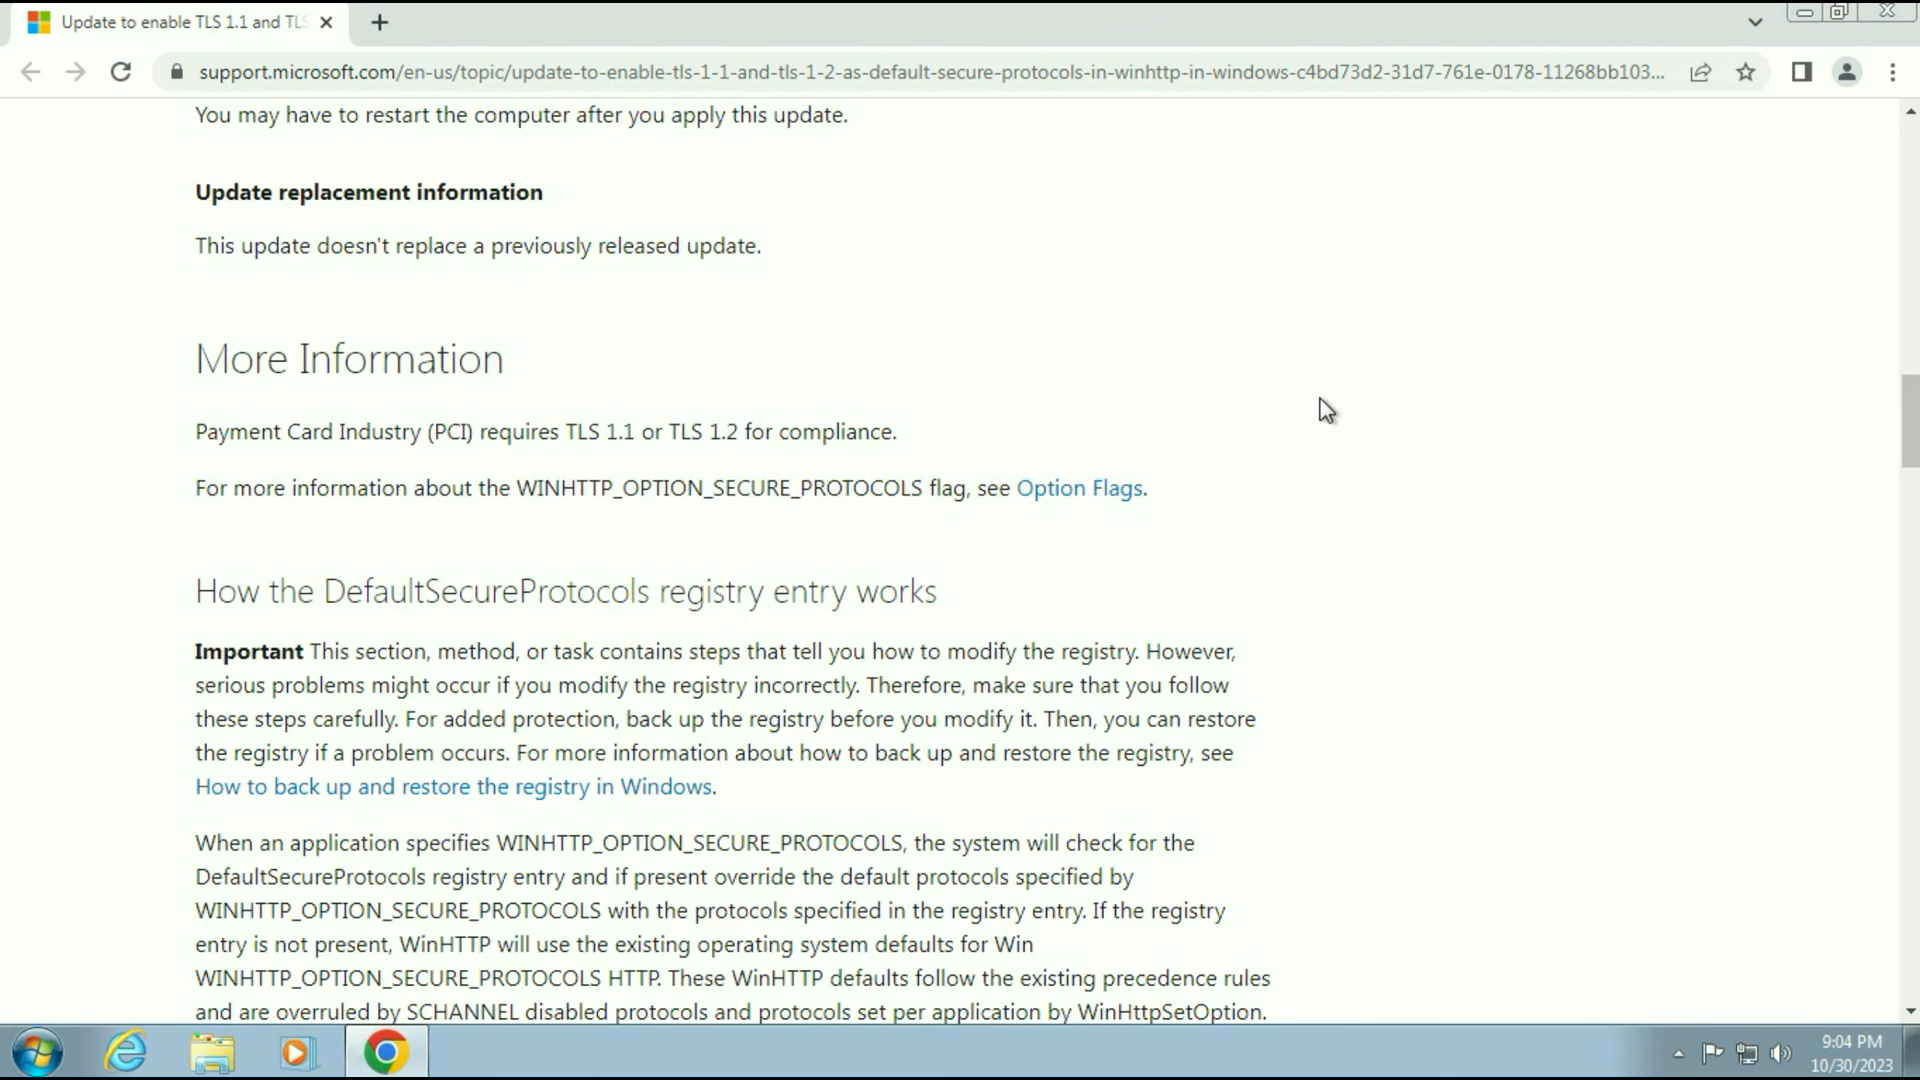 Update to enable TLS 1.1 and TLS
support.microsoft.com/en-us/topic/update-to-enable-tls-1-1-and-tls-1-2-as-default-secure-protocols-in-winhttp-in-windows-c4bd73d2-31d7-761e-0178-11268bb103...
You may have to restart the computer after you apply this update.
Update replacement information
This update doesn't replace a previously released update.
More Information
Payment Card Industry (PCI) requires TLS 1.1 or TLS 1.2 for compliance.
For more information about the WINHTTP_OPTION_SECURE_PROTOCOLS flag, see Option Flags.
How the DefaultSecureProtocols registry entry works
Important This section, method, or task contains steps that tell you how to modify the registry. However,
serious problems might occur if you modify the registry incorrectly. Therefore, make sure that you follow
these steps carefully. For added protection, back up the registry before you modify it. Then, you can restore
the registry if a problem occurs. For more information about how to back up and restore the registry, see
How to back up and restore the registry in Windows.
When an application specifies WINHTTP_OPTION_SECURE_PROTOCOLS, the system will check for the
DefaultSecureProtocols registry entry and if present override the default protocols specified by
WINHTTP_OPTION_SECURE_PROTOCOLS with the protocols specified in the registry entry. If the registry
entry is not present, WinHTTP will use the existing operating system defaults for Win
WINHTTP_OPTION_SECURE_PROTOCOLS HTTP. These WinHTTP defaults follow the existing precedence rules
and are overruled by SCHANNEL disabled protocols and protocols set per application by WinHttpSetOption.
9:04 PM
10/30/2023